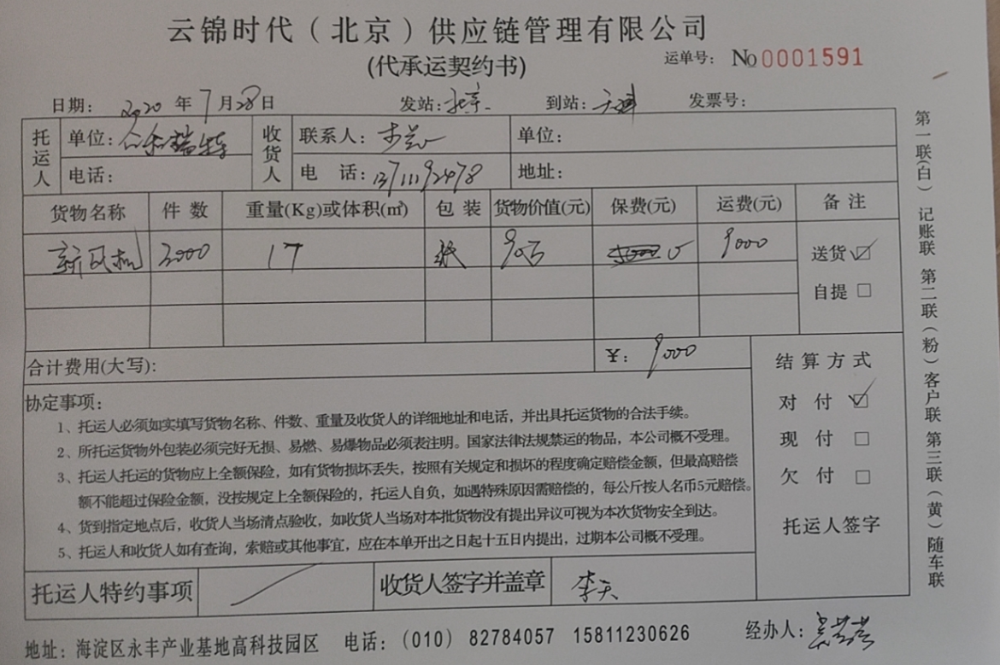 云锦时代（北京）供应链管理有限公司
(代承运契约书)
运单号： No 0001591
日期： 2020 年 7 月 28 日 发站：北京 到站：天津 发票号：
托运人 单位： 收货人 联系人： 单位：
电话： 电 话：13711192478 地址：
货物名称 件 数 重量(Kg)或体积(㎡) 包 装 货物价值(元) 保费(元) 运费(元) 备 注
新风机 2000 17 纸 90万 9000 送货☑
自提□
合计费用(大写)： ￥： 9000
结 算 方 式
协定事项：
对 付 ☑
1、托运人必须如实填写货物名称、件数、重量及收货人的详细地址和电话，并出具托运货物的合法手续。
2、所托运货物外包装必须完好无损、易燃、易爆物品必须表注明。国家法律法规禁运的物品，本公司概不受理。
现 付 □
3、托运人托运的货物应上全额保险，如有货物损坏丢失，按照有关规定和损坏的程度确定赔偿金额，但最高赔偿
额不能超过保险金额，没按规定上全额保险的，托运人自负，如遇特殊原因需赔偿的，每公斤按人名币5元赔偿。
欠 付 □
4、货到指定地点后，收货人当场清点验收，如收货人当场对本批货物没有提出异议可视为本次货物安全到达。
5、托运人和收货人如有查询，索赔或其他事宜，应在本单开出之日起十五日内提出，过期本公司概不受理。
托运人签字
托运人特约事项 收货人签字并盖章 李天
地址：海淀区永丰产业基地高科技园区 电话：(010) 82784057 15811230626 经办人：
第一联(白)记账联 第二联(粉)客户联 第三联(黄)随车联